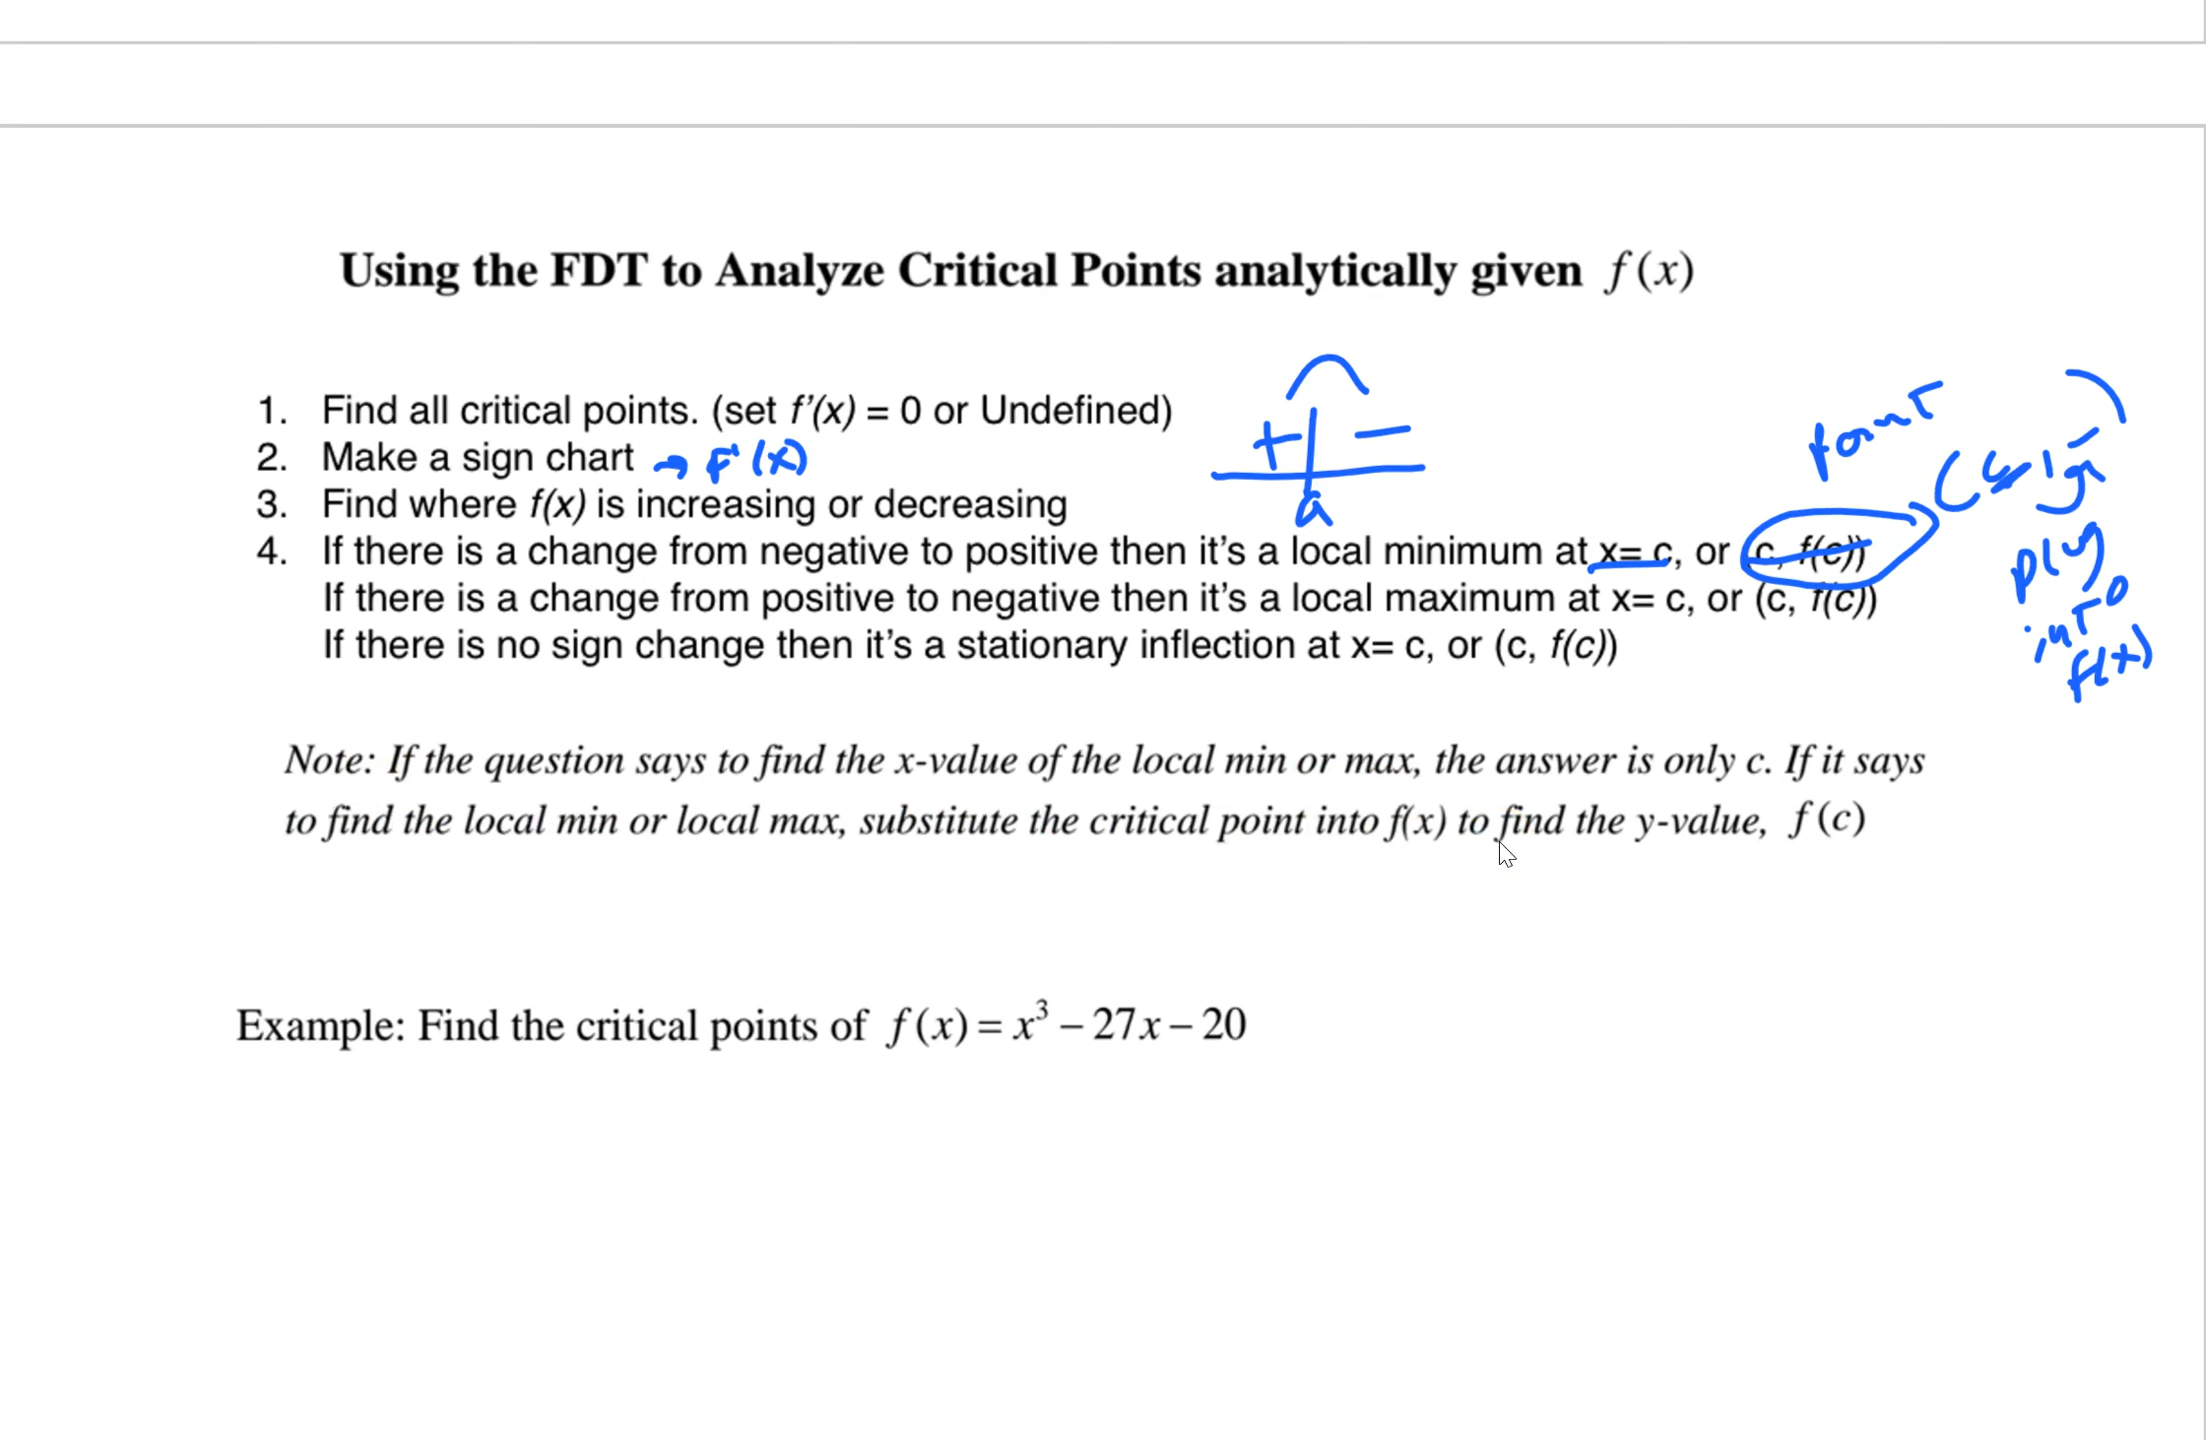 Using the FDT to Analyze Critical Points analytically given f(x)
1. Find all critical points. (set f'(x) = 0 or Undefined)
2. Make a sign chart → F'(x)
3. Find where f(x) is increasing or decreasing
+ | −
a
4. If there is a change from negative to positive then it's a local minimum at x= c, or (c, f(c))
If there is a change from positive to negative then it's a local maximum at x= c, or (c, f(c))
If there is no sign change then it's a stationary inflection at x= c, or (c, f(c))
plug
into
f(x)
Note: If the question says to find the x-value of the local min or max, the answer is only c. If it says
to find the local min or local max, substitute the critical point into f(x) to find the y-value, f(c)
Example: Find the critical points of f(x) = x³ − 27x − 20